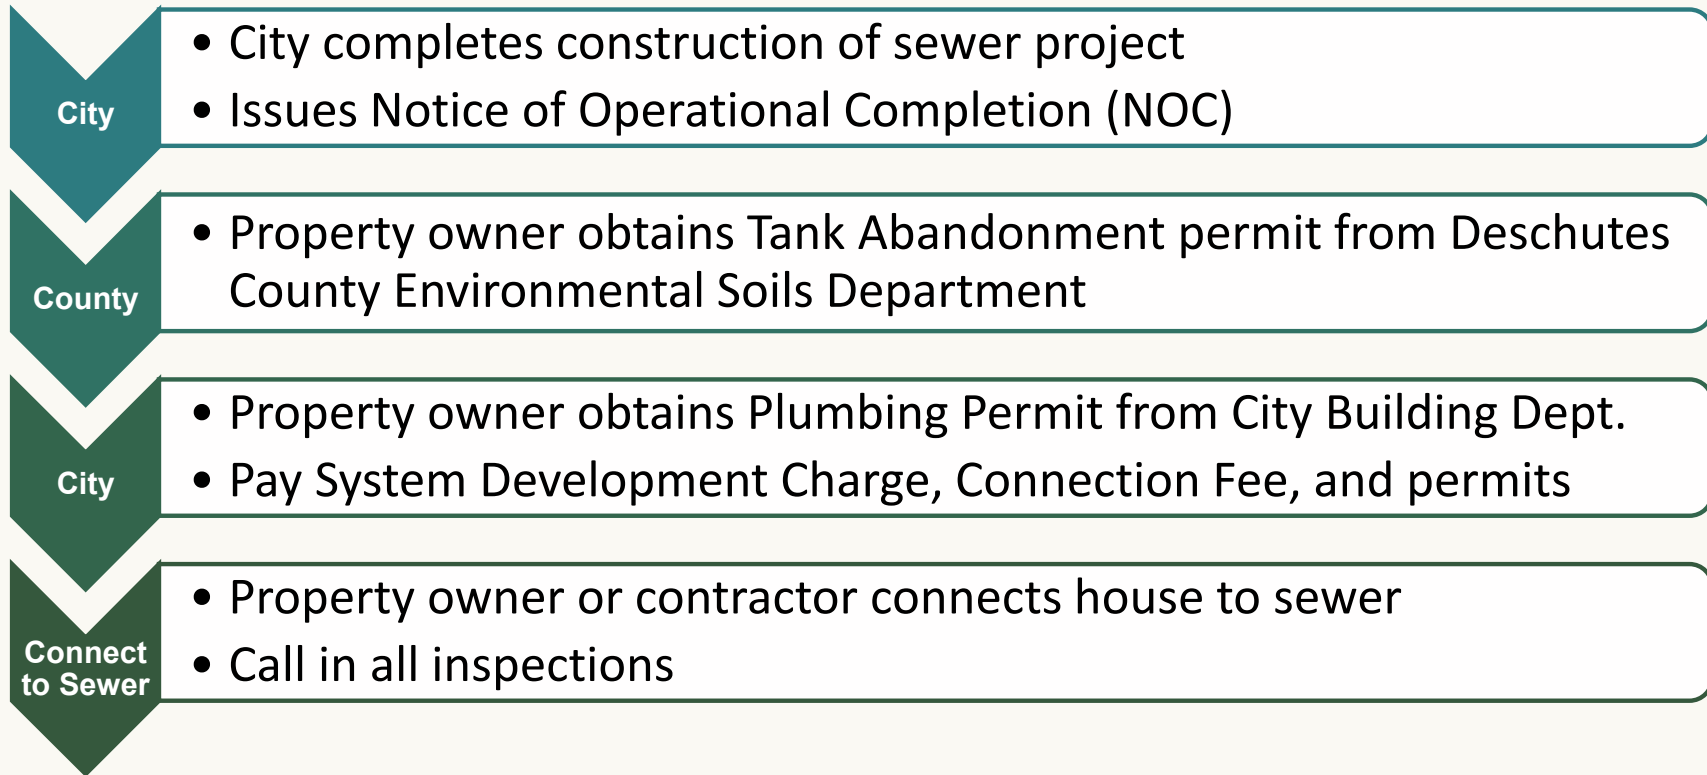 City
• City completes construction of sewer project
• Issues Notice of Operational Completion (NOC)
County
• Property owner obtains Tank Abandonment permit from Deschutes
County Environmental Soils Department
City
• Property owner obtains Plumbing Permit from City Building Dept.
• Pay System Development Charge, Connection Fee, and permits
Connect
to Sewer
• Property owner or contractor connects house to sewer
• Call in all inspections